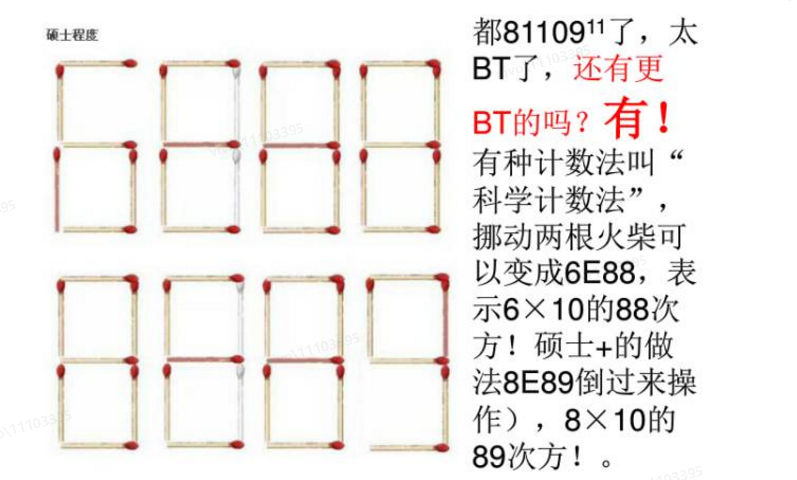 硕士程度
都81109¹¹了，太
BT了，还有更
BT的吗？有！
有种计数法叫“
科学计数法”，
挪动两根火柴可
以变成6E88，表
示6×10的88次
方！硕士+的做
法8E89倒过来操
作），8×10的
89次方！。